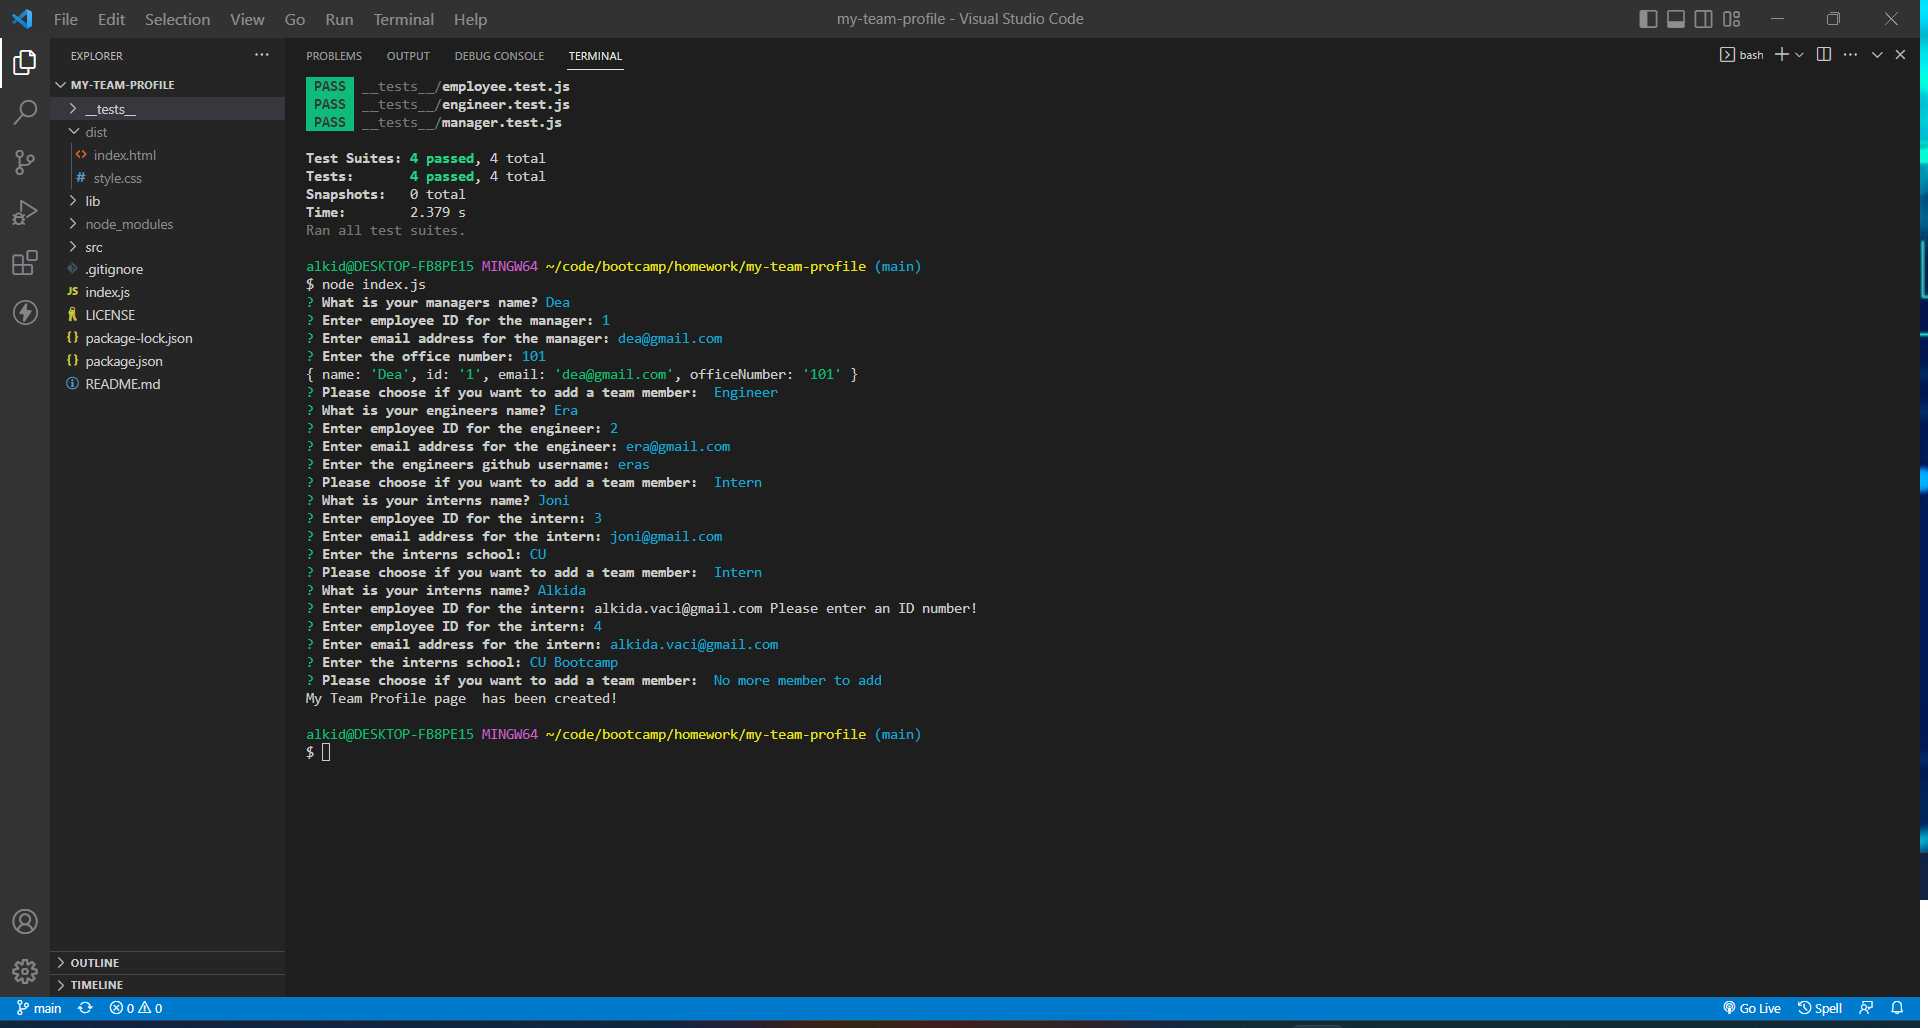 File Edit Selection View Go Run Terminal Help
my-team-profile - Visual Studio Code
EXPLORER
MY-TEAM-PROFILE
__tests__
dist
index.html
style.css
lib
node_modules
src
.gitignore
index.js
LICENSE
package-lock.json
package.json
README.md
OUTLINE
TIMELINE
PROBLEMS OUTPUT DEBUG CONSOLE TERMINAL
bash
PASS __tests__/employee.test.js
PASS __tests__/engineer.test.js
PASS __tests__/manager.test.js
Test Suites: 4 passed, 4 total
Tests: 4 passed, 4 total
Snapshots: 0 total
Time: 2.379 s
Ran all test suites.
alkid@DESKTOP-FB8PE15 MINGW64 ~/code/bootcamp/homework/my-team-profile (main)
$ node index.js
? What is your managers name? Dea
? Enter employee ID for the manager: 1
? Enter email address for the manager: dea@gmail.com
? Enter the office number: 101
{ name: 'Dea', id: '1', email: 'dea@gmail.com', officeNumber: '101' }
? Please choose if you want to add a team member: Engineer
? What is your engineers name? Era
? Enter employee ID for the engineer: 2
? Enter email address for the engineer: era@gmail.com
? Enter the engineers github username: eras
? Please choose if you want to add a team member: Intern
? What is your interns name? Joni
? Enter employee ID for the intern: 3
? Enter email address for the intern: joni@gmail.com
? Enter the interns school: CU
? Please choose if you want to add a team member: Intern
? What is your interns name? Alkida
? Enter employee ID for the intern: alkida.vaci@gmail.com Please enter an ID number!
? Enter employee ID for the intern: 4
? Enter email address for the intern: alkida.vaci@gmail.com
? Enter the interns school: CU Bootcamp
? Please choose if you want to add a team member: No more member to add
My Team Profile page has been created!
alkid@DESKTOP-FB8PE15 MINGW64 ~/code/bootcamp/homework/my-team-profile (main)
$
main 0 0 Go Live Spell